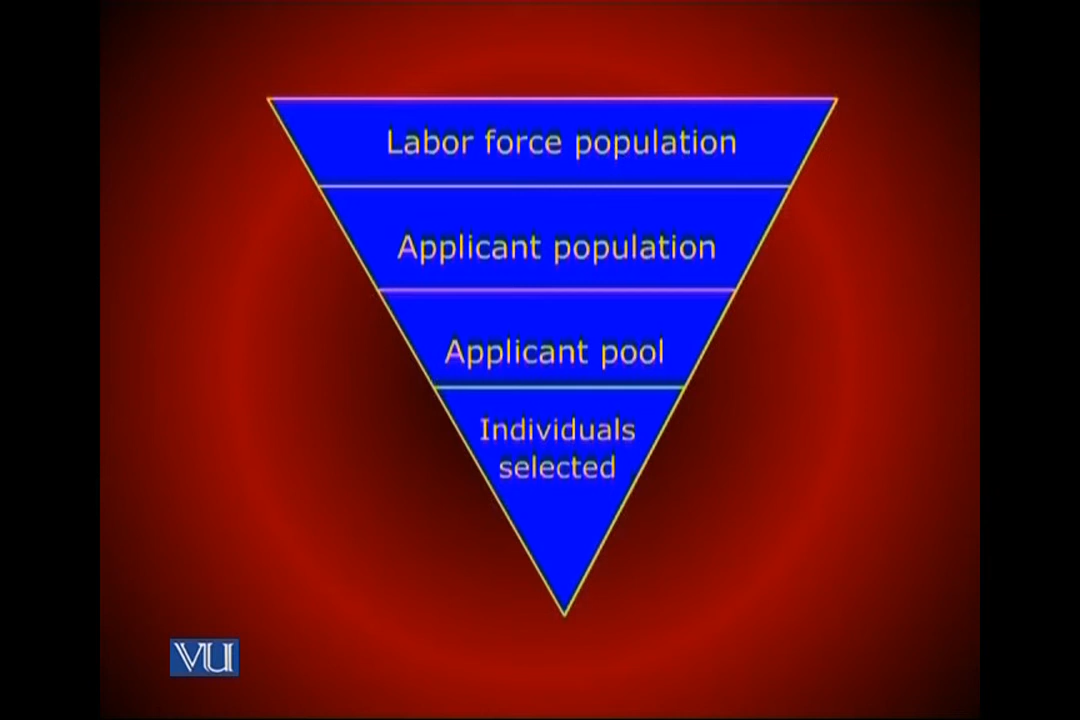 Labor force population
Applicant population
Applicant pool
Individuals
selected
VU